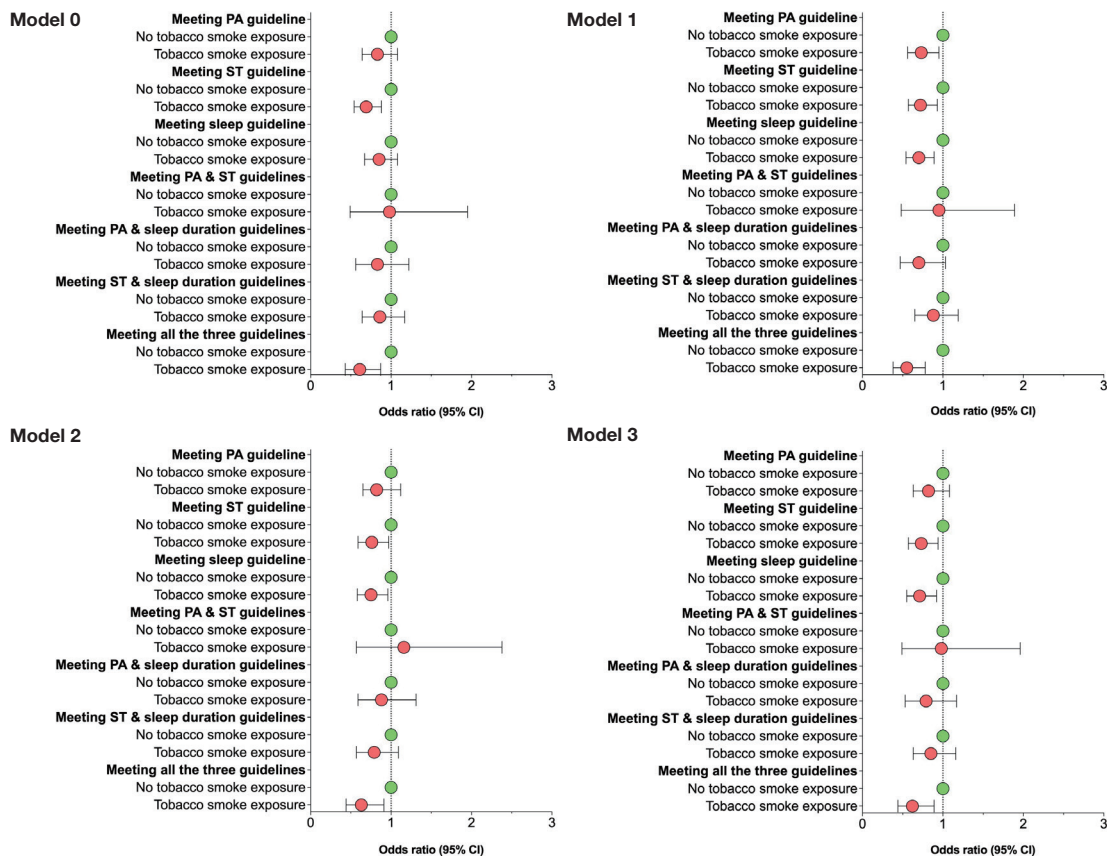 Model 0
Meeting PA guideline
No tobacco smoke exposure
Tobacco smoke exposure
Meeting ST guideline
No tobacco smoke exposure
Tobacco smoke exposure
Meeting sleep guideline
No tobacco smoke exposure
Tobacco smoke exposure
Meeting PA & ST guidelines
No tobacco smoke exposure
Tobacco smoke exposure
Meeting PA & sleep duration guidelines
No tobacco smoke exposure
Tobacco smoke exposure
Meeting ST & sleep duration guidelines
No tobacco smoke exposure
Tobacco smoke exposure
Meeting all the three guidelines
No tobacco smoke exposure
Tobacco smoke exposure
0 1 2 3
Odds ratio (95% CI)
Model 1
Meeting PA guideline
No tobacco smoke exposure
Tobacco smoke exposure
Meeting ST guideline
No tobacco smoke exposure
Tobacco smoke exposure
Meeting sleep guideline
No tobacco smoke exposure
Tobacco smoke exposure
Meeting PA & ST guidelines
No tobacco smoke exposure
Tobacco smoke exposure
Meeting PA & sleep duration guidelines
No tobacco smoke exposure
Tobacco smoke exposure
Meeting ST & sleep duration guidelines
No tobacco smoke exposure
Tobacco smoke exposure
Meeting all the three guidelines
No tobacco smoke exposure
Tobacco smoke exposure
0 1 2 3
Odds ratio (95% CI)
Model 2
Meeting PA guideline
No tobacco smoke exposure
Tobacco smoke exposure
Meeting ST guideline
No tobacco smoke exposure
Tobacco smoke exposure
Meeting sleep guideline
No tobacco smoke exposure
Tobacco smoke exposure
Meeting PA & ST guidelines
No tobacco smoke exposure
Tobacco smoke exposure
Meeting PA & sleep duration guidelines
No tobacco smoke exposure
Tobacco smoke exposure
Meeting ST & sleep duration guidelines
No tobacco smoke exposure
Tobacco smoke exposure
Meeting all the three guidelines
No tobacco smoke exposure
Tobacco smoke exposure
0 1 2 3
Odds ratio (95% CI)
Model 3
Meeting PA guideline
No tobacco smoke exposure
Tobacco smoke exposure
Meeting ST guideline
No tobacco smoke exposure
Tobacco smoke exposure
Meeting sleep guideline
No tobacco smoke exposure
Tobacco smoke exposure
Meeting PA & ST guidelines
No tobacco smoke exposure
Tobacco smoke exposure
Meeting PA & sleep duration guidelines
No tobacco smoke exposure
Tobacco smoke exposure
Meeting ST & sleep duration guidelines
No tobacco smoke exposure
Tobacco smoke exposure
Meeting all the three guidelines
No tobacco smoke exposure
Tobacco smoke exposure
0 1 2 3
Odds ratio (95% CI)